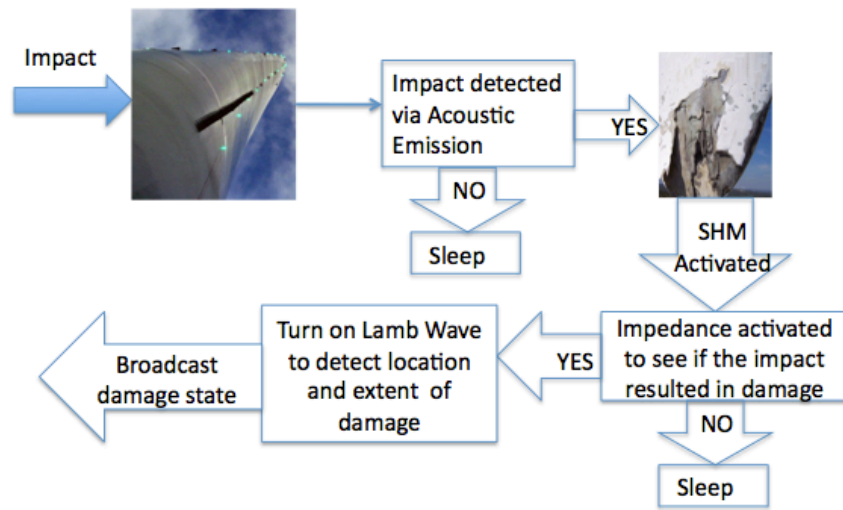 Impact
Impact detected
via Acoustic
Emission
YES
NO
Sleep
SHM
Activated
Impedance activated
to see if the impact
resulted in damage
YES
NO
Sleep
Turn on Lamb Wave
to detect location
and extent of
damage
Broadcast
damage state